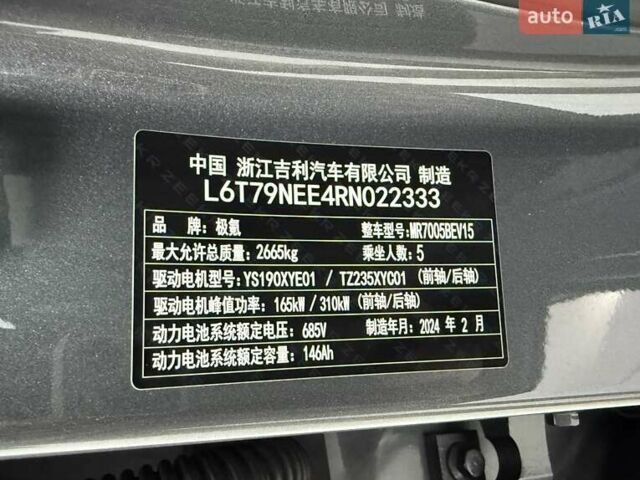 auto RIA
中国 浙江吉利汽车有限公司 制造
L6T79NEE4RN022333
品 牌: 极氪 整车型号: MR7005BEV15
最大允许总质量: 2665kg 乘坐人数: 5
驱动电机型号: YS190XYE01 / TZ235XYC01 (前轴/后轴)
驱动电机峰值功率: 165kW / 310kW (前轴/后轴)
动力电池系统额定电压: 685V 制造年月: 2024 年 2 月
动力电池系统额定容量: 146Ah